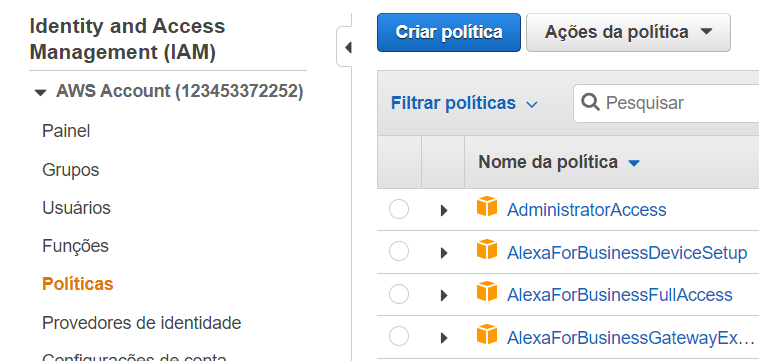 Identity and Access
Management (IAM)
AWS Account (123453372252)
Painel
Grupos
Usuários
Funções
Políticas
Provedores de identidade
Configurações de conta
Criar política
Ações da política
Filtrar políticas
Pesquisar
Nome da política
AdministratorAccess
AlexaForBusinessDeviceSetup
AlexaForBusinessFullAccess
AlexaForBusinessGatewayEx…